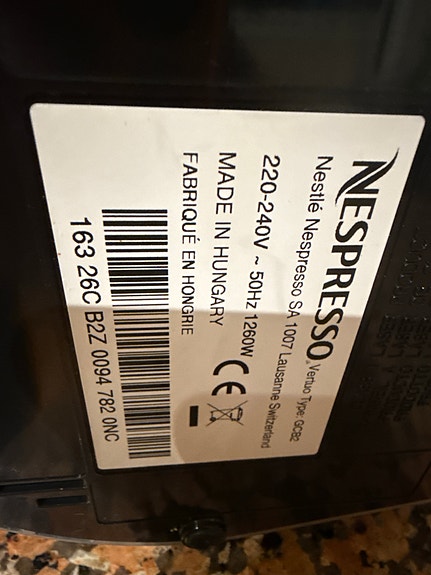 NESPRESSO. Vertuo Type: GCB2
Nestlé Nespresso SA 1007 Lausanne Switzerland
220-240V ~ 50Hz 1260W
MADE IN HUNGARY
FABRIQUÉ EN HONGRIE
CE
163 26C B2Z 0094 782 0NC